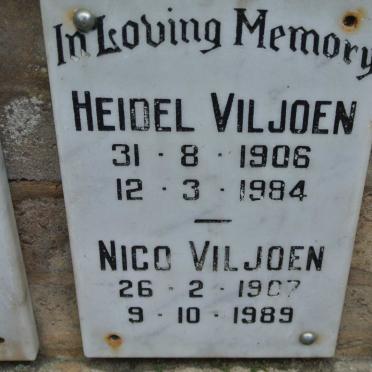 In Loving Memory
HEIDEL VILJOEN
31 · 8 · 1906
12 · 3 · 1984
—
NICO VILJOEN
26 · 2 · 1907
9 · 10 · 1989